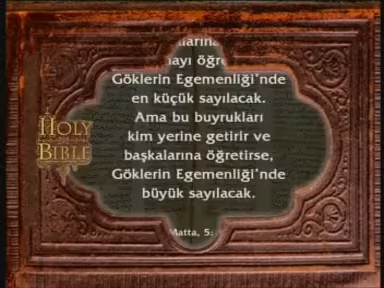 HOLY
BIBLE
Göklerin Egemenliği'nde
en küçük sayılacak.
Ama bu buyrukları
kim yerine getirir ve
başkalarına öğretirse,
Göklerin Egemenliği'nde
büyük sayılacak.
Matta, 5: